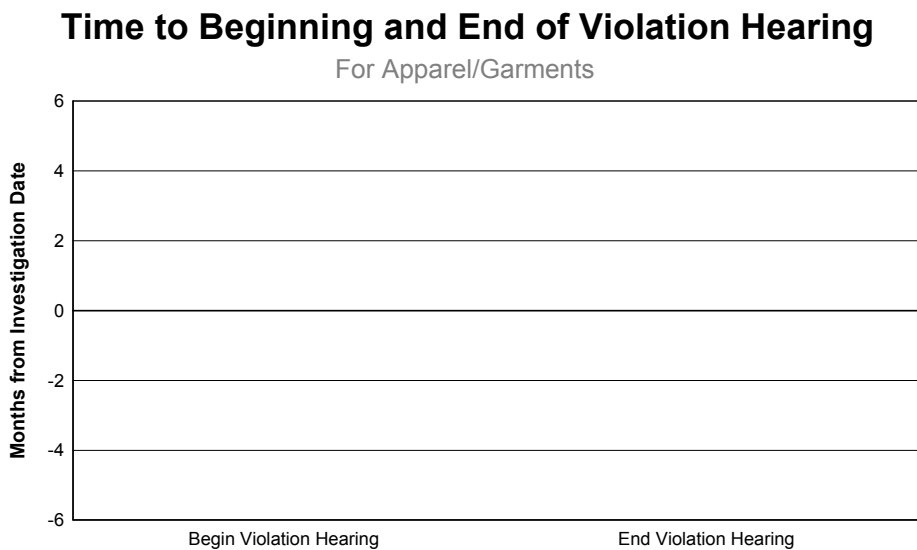 Time to Beginning and End of Violation Hearing
For Apparel/Garments
Months from Investigation Date
6
4
2
0
-2
-4
-6
Begin Violation Hearing
End Violation Hearing